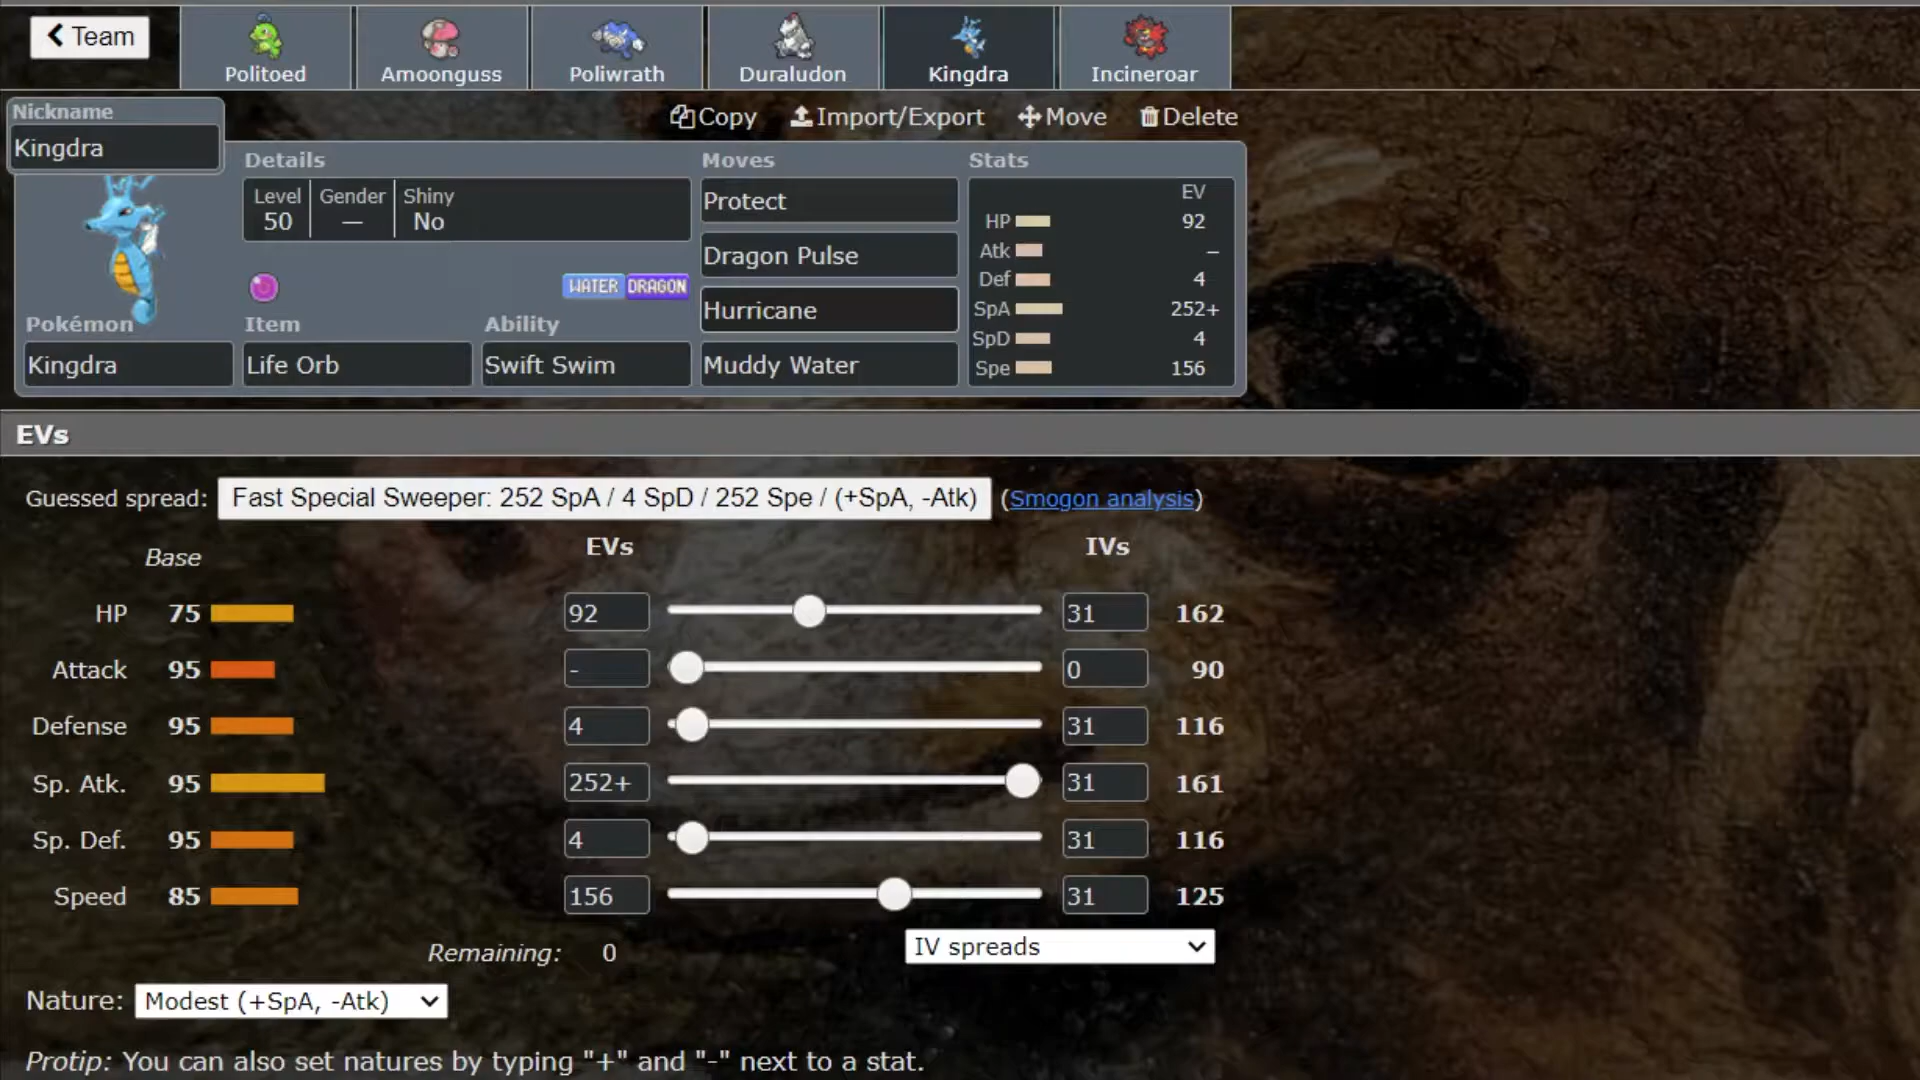 Team
Politoed
Amoonguss
Poliwrath
Duraludon
Kingdra
Incineroar
Nickname
Kingdra
Copy
Import/Export
Move
Delete
Details
Level
50
Gender
—
Shiny
No
WATER DRAGON
Pokémon
Kingdra
Item
Life Orb
Ability
Swift Swim
Moves
Protect
Dragon Pulse
Hurricane
Muddy Water
Stats
EV
HP 92
Atk –
Def 4
SpA 252+
SpD 4
Spe 156
EVs
Guessed spread: Fast Special Sweeper: 252 SpA / 4 SpD / 252 Spe / (+SpA, -Atk) (Smogon analysis)
Base EVs IVs
HP 75 92 31 162
Attack 95 - 0 90
Defense 95 4 31 116
Sp. Atk. 95 252+ 31 161
Sp. Def. 95 4 31 116
Speed 85 156 31 125
Remaining: 0
IV spreads
Nature: Modest (+SpA, -Atk)
Protip: You can also set natures by typing "+" and "-" next to a stat.